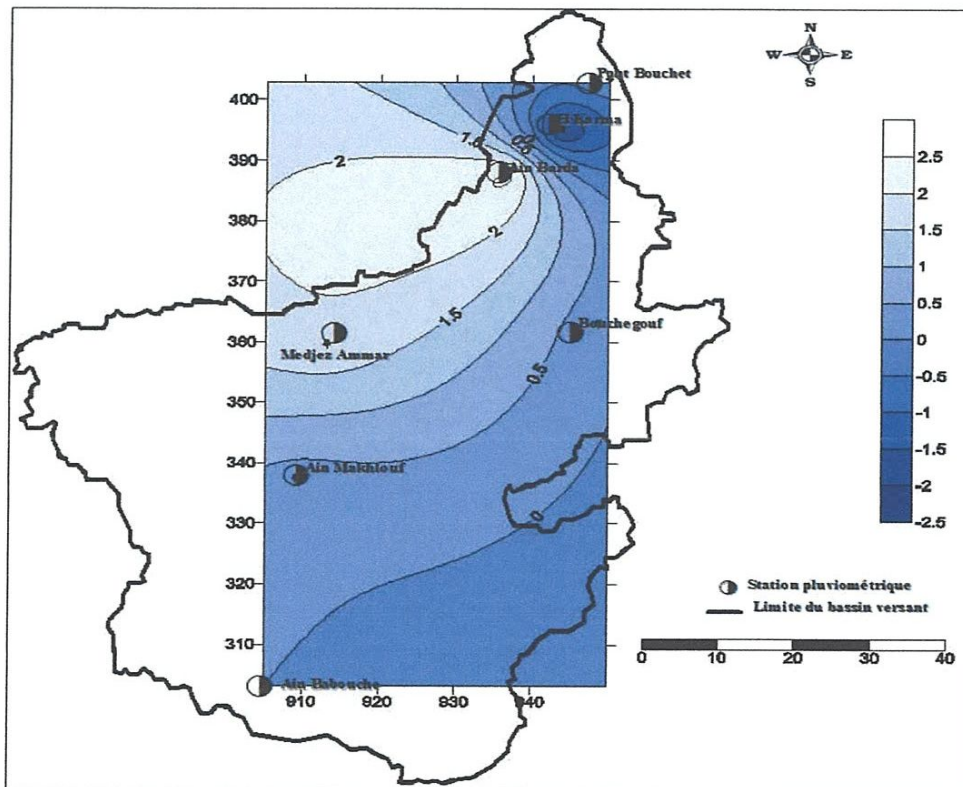 N
W E
S
Pont Bouchet
400
El Karma
390
Ain Barda
2
380
2
370
1.5
Bouchegouf
360
Medjez Ammar
0.5
350
340
Ain Makhlouf
330
0
320
310
Ain Babouche
910 920 930 940
2.5
2
1.5
1
0.5
0
-0.5
-1
-1.5
-2
-2.5
Station pluviométrique
Limite du bassin versant
0 10 20 30 40